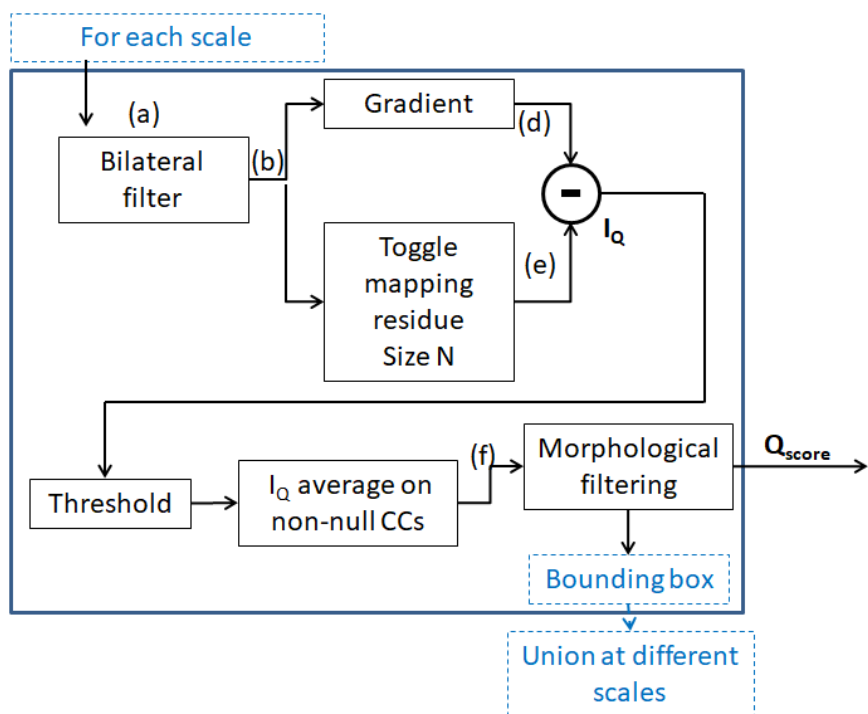 For each scale
(a)
Bilateral
filter
(b)
Gradient
(d)
-
I_Q
Toggle
mapping
residue
Size N
(e)
Threshold
I_Q average on
non-null CCs
(f)
Morphological
filtering
Q_score
Bounding box
Union at different
scales